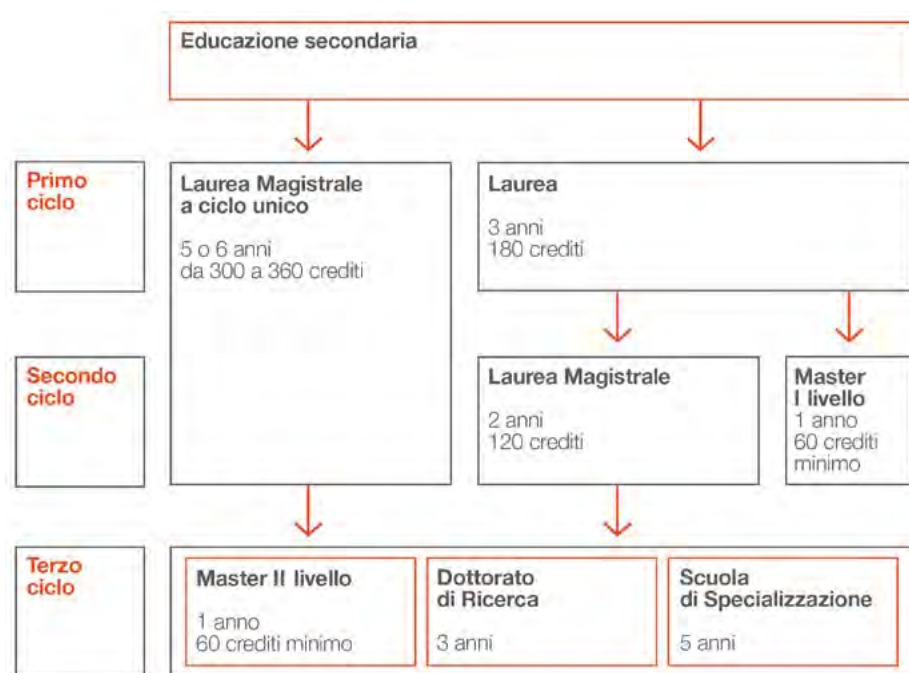 Educazione secondaria
Primo
ciclo
Laurea Magistrale
a ciclo unico
5 o 6 anni
da 300 a 360 crediti
Laurea
3 anni
180 crediti
Secondo
ciclo
Laurea Magistrale
2 anni
120 crediti
Master
I livello
1 anno
60 crediti
minimo
Terzo
ciclo
Master II livello
1 anno
60 crediti minimo
Dottorato
di Ricerca
3 anni
Scuola
di Specializzazione
5 anni